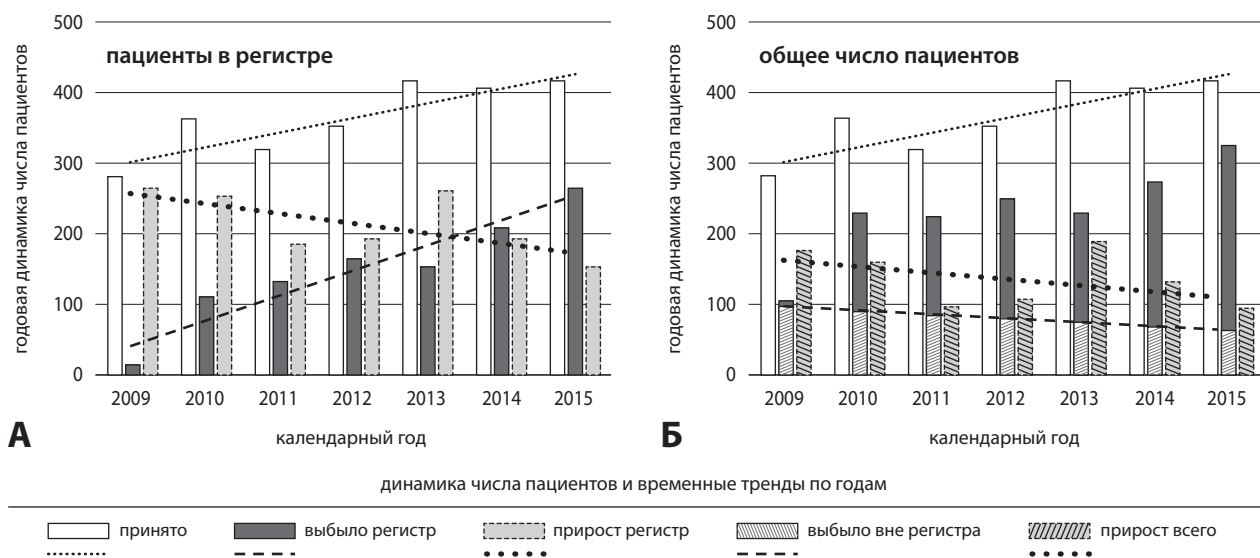 годовая динамика числа пациентов
500
400
300
200
100
0
пациенты в регистре
2009 2010 2011 2012 2013 2014 2015
календарный год
А
годовая динамика числа пациентов
500
400
300
200
100
0
общее число пациентов
2009 2010 2011 2012 2013 2014 2015
календарный год
Б
динамика числа пациентов и временные тренды по годам
принято выбыло регистр прирост регистр выбыло вне регистра прирост всего